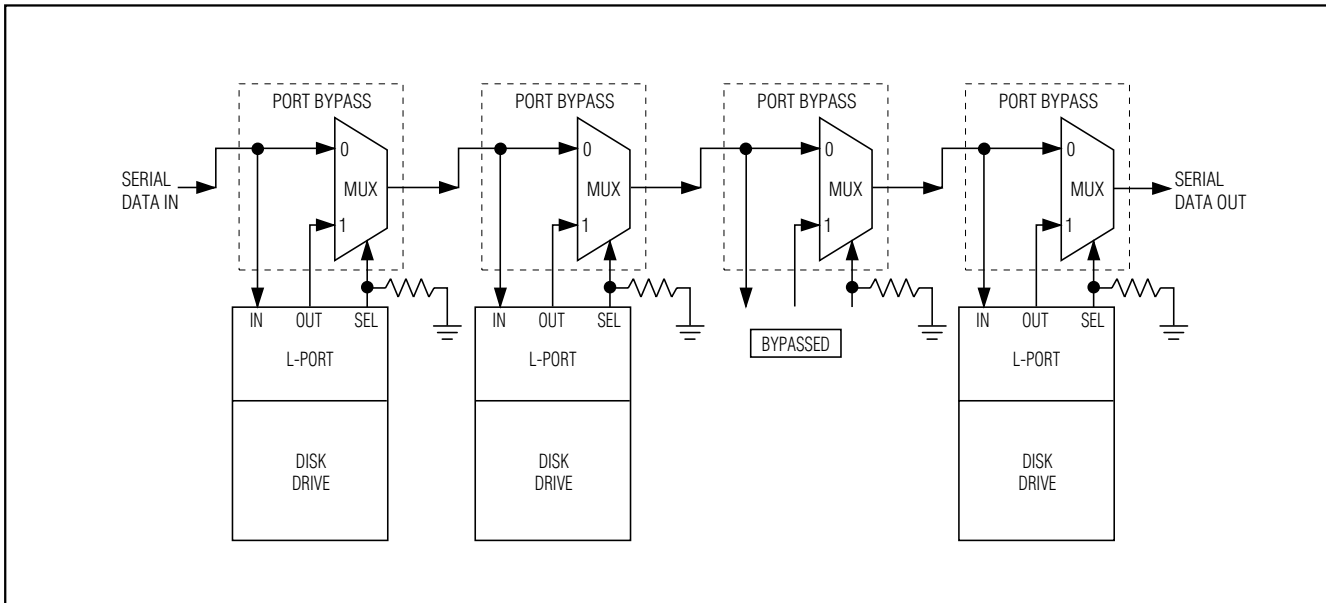 PORT BYPASS
PORT BYPASS
PORT BYPASS
PORT BYPASS
SERIAL
DATA IN
0
MUX
1
0
MUX
1
0
MUX
1
0
MUX
1
SERIAL
DATA OUT
IN OUT SEL
L-PORT
DISK
DRIVE
IN OUT SEL
L-PORT
DISK
DRIVE
BYPASSED
IN OUT SEL
L-PORT
DISK
DRIVE